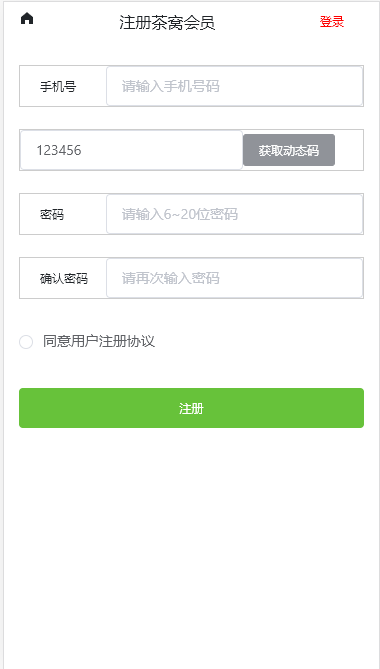 注册茶窝会员 登录
手机号 请输入手机号码
123456 获取动态码
密码 请输入6~20位密码
确认密码 请再次输入密码
同意用户注册协议
注册